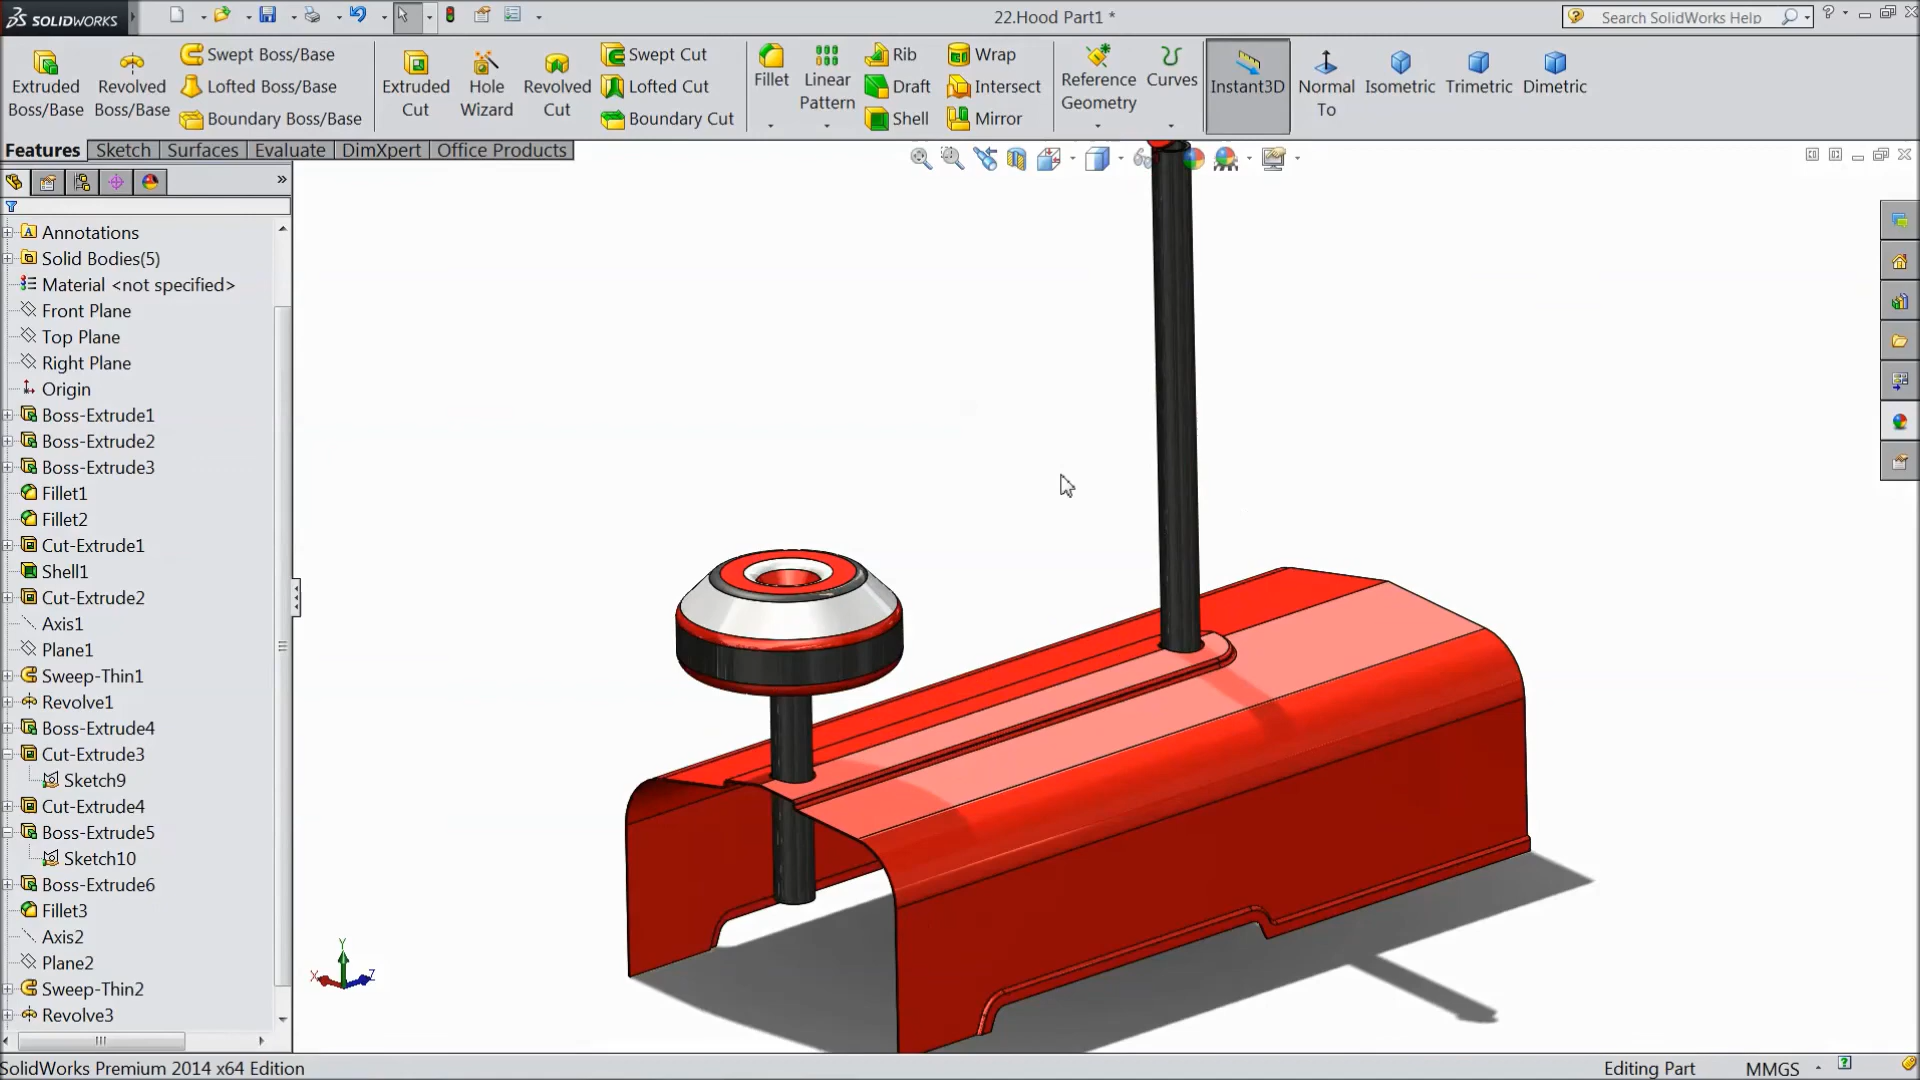 SOLIDWORKS
22.Hood Part1 *
Search SolidWorks Help
Extruded Boss/Base
Revolved Boss/Base
Swept Boss/Base
Lofted Boss/Base
Boundary Boss/Base
Extruded Cut
Hole Wizard
Revolved Cut
Swept Cut
Lofted Cut
Boundary Cut
Fillet
Linear Pattern
Rib
Draft
Shell
Wrap
Intersect
Mirror
Reference Geometry
Curves
Instant3D
Normal To
Isometric
Trimetric
Dimetric
Features
Sketch
Surfaces
Evaluate
DimXpert
Office Products
Annotations
Solid Bodies(5)
Material <not specified>
Front Plane
Top Plane
Right Plane
Origin
Boss-Extrude1
Boss-Extrude2
Boss-Extrude3
Fillet1
Fillet2
Cut-Extrude1
Shell1
Cut-Extrude2
Axis1
Plane1
Sweep-Thin1
Revolve1
Boss-Extrude4
Cut-Extrude3
Sketch9
Cut-Extrude4
Boss-Extrude5
Sketch10
Boss-Extrude6
Fillet3
Axis2
Plane2
Sweep-Thin2
Revolve3
Y
X
Z
SolidWorks Premium 2014 x64 Edition
Editing Part
MMGS